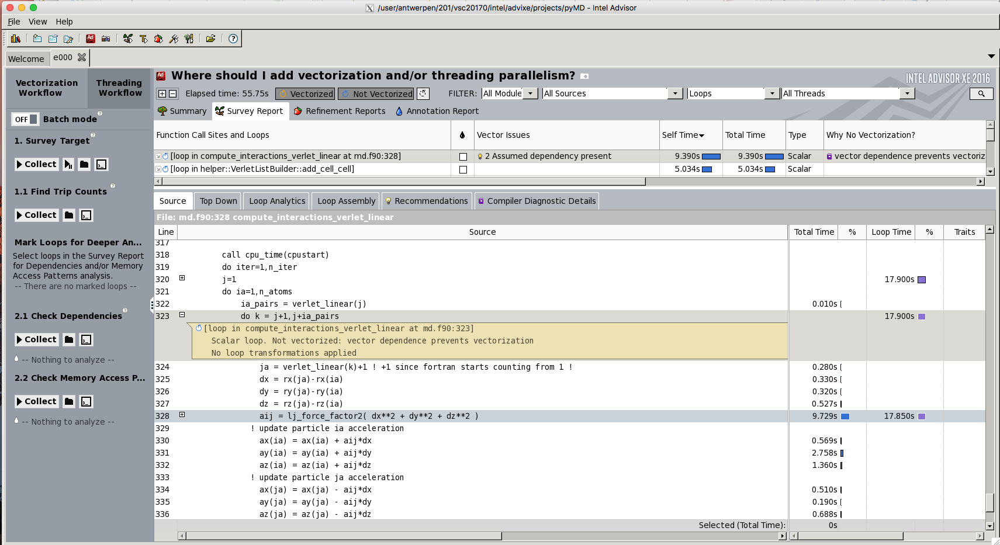 /user/antwerpen/201/vsc20170/intel/advixe/projects/pyMD - Intel Advisor
File View Help
Welcome e000
Vectorization Workflow
Threading Workflow
OFF Batch mode
1. Survey Target
Collect
1.1 Find Trip Counts
Collect
Mark Loops for Deeper An...
Select loops in the Survey Report
for Dependencies and/or Memory
Access Patterns analysis.
-- There are no marked loops --
2.1 Check Dependencies
Collect
-- Nothing to analyze --
2.2 Check Memory Access P...
Collect
-- Nothing to analyze --
Where should I add vectorization and/or threading parallelism?
INTEL ADVISOR XE 2016
Elapsed time: 55.75s Vectorized Not Vectorized FILTER: All Module All Sources Loops All Threads
Summary Survey Report Refinement Reports Annotation Report
Function Call Sites and Loops Vector Issues Self Time Total Time Type Why No Vectorization?
[loop in compute_interactions_verlet_linear at md.f90:328] 2 Assumed dependency present 9.390s 9.390s Scalar vector dependence prevents vectoriz
[loop in helper::VerletListBuilder::add_cell_cell] 5.034s 5.034s Scalar
Source Top Down Loop Analytics Loop Assembly Recommendations Compiler Diagnostic Details
File: md.f90:328 compute_interactions_verlet_linear
Line Source Total Time % Loop Time % Traits
317
318 call cpu_time(cpustart)
319 do iter=1,n_iter
320 j=1 17.900s
321 do ia=1,n_atoms
322 ia_pairs = verlet_linear(j) 0.010s
323 do k = j+1,j+ia_pairs 17.900s
[loop in compute_interactions_verlet_linear at md.f90:323]
Scalar loop. Not vectorized: vector dependence prevents vectorization
No loop transformations applied
324 ja = verlet_linear(k)+1 ! +1 since fortran starts counting from 1 ! 0.280s
325 dx = rx(ja)-rx(ia) 0.330s
326 dy = ry(ja)-ry(ia) 0.320s
327 dz = rz(ja)-rz(ia) 0.527s
328 aij = lj_force_factor2( dx**2 + dy**2 + dz**2 ) 9.729s 17.850s
329 ! update particle ia acceleration
330 ax(ia) = ax(ia) + aij*dx 0.569s
331 ay(ia) = ay(ia) + aij*dy 2.758s
332 az(ia) = az(ia) + aij*dz 1.360s
333 ! update particle ja acceleration
334 ax(ja) = ax(ja) - aij*dx 0.510s
335 ay(ja) = ay(ja) - aij*dy 0.190s
336 az(ja) = az(ja) - aij*dz 0.688s
Selected (Total Time): 0s